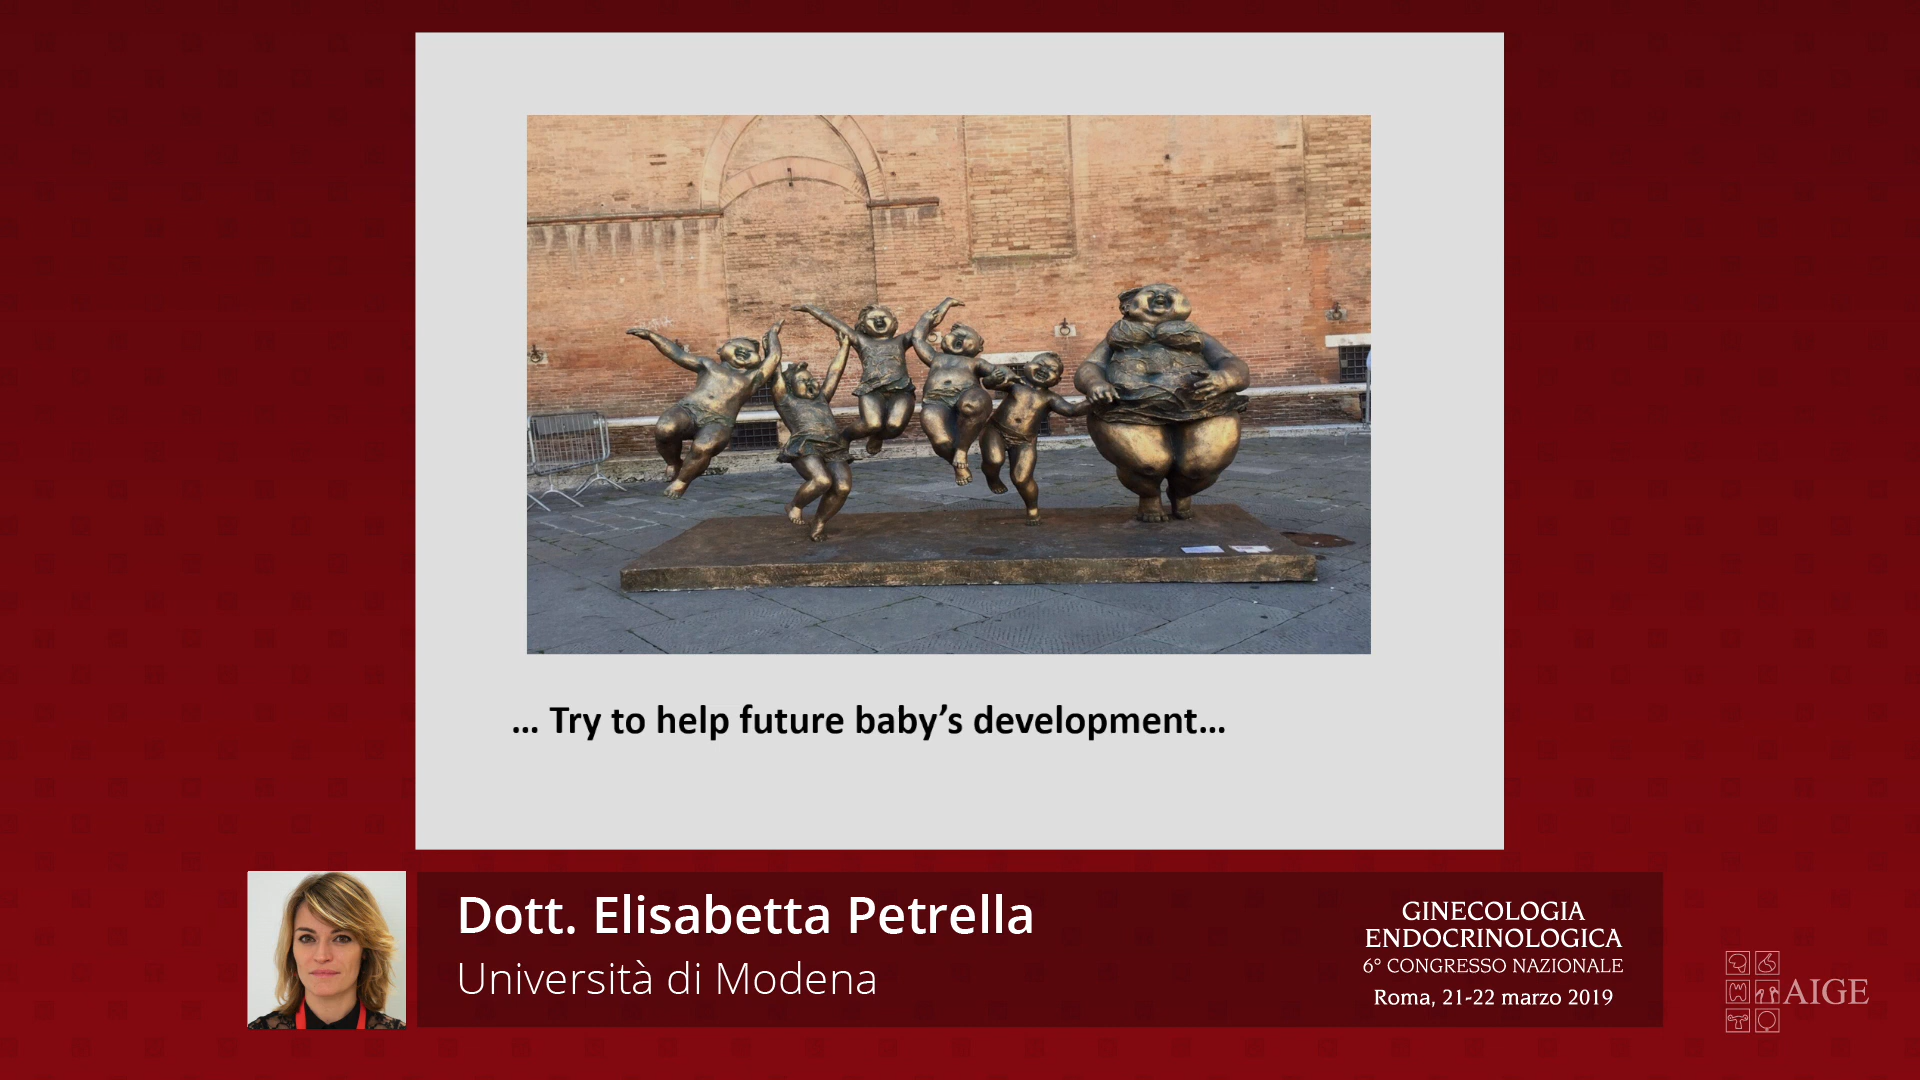 ... Try to help future baby’s development...
Dott. Elisabetta Petrella
Università di Modena
GINECOLOGIA
ENDOCRINOLOGICA
6° CONGRESSO NAZIONALE
Roma, 21-22 marzo 2019
AIGE